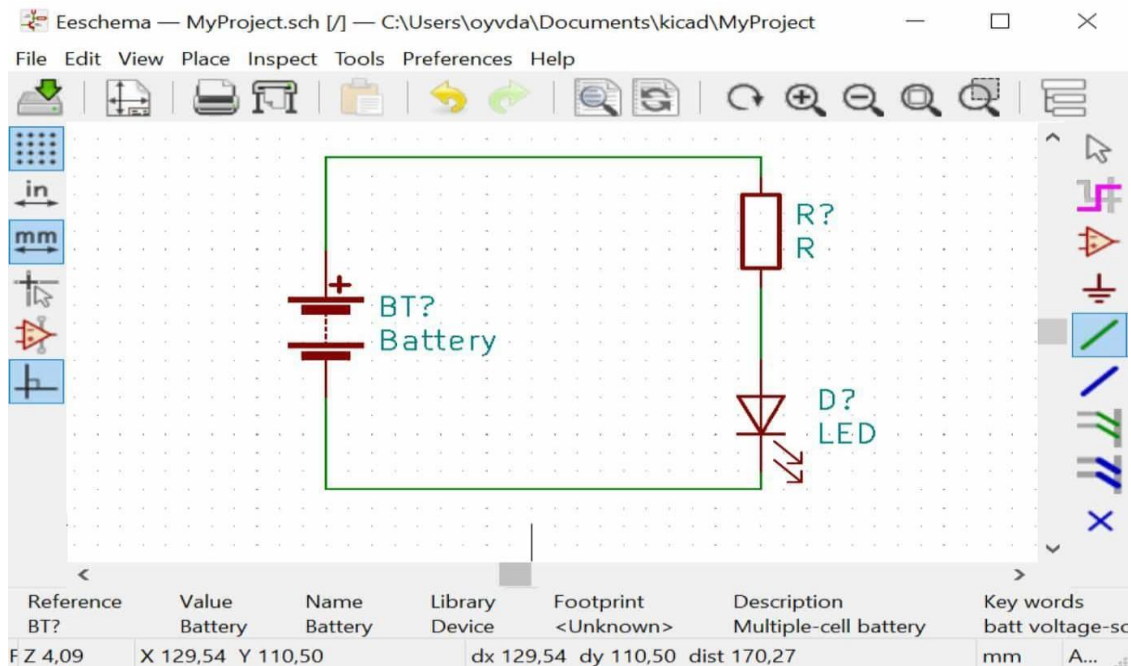 Eeschema — MyProject.sch [/] — C:\Users\oyvda\Documents\kicad\MyProject
File Edit View Place Inspect Tools Preferences Help
in
mm
R?
R
+
BT?
Battery
D?
LED
Reference Value Name Library Footprint Description Key words
BT? Battery Battery Device <Unknown> Multiple-cell battery batt voltage-sc
F Z 4,09 X 129,54 Y 110,50 dx 129,54 dy 110,50 dist 170,27 mm A...